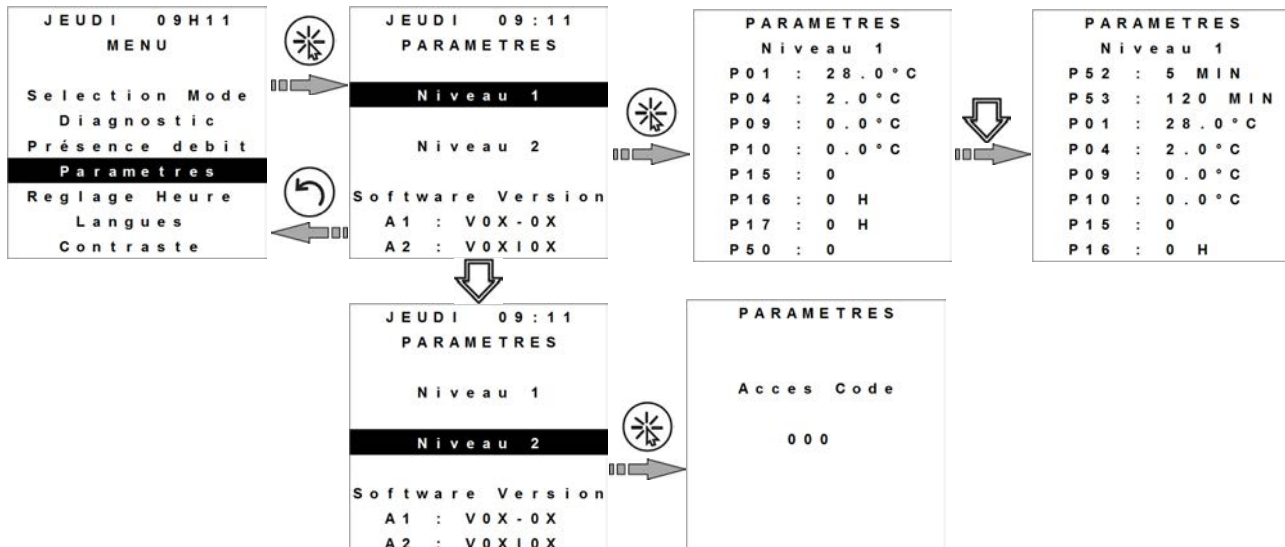 JEUDI 09H11
MENU
Selection Mode
Diagnostic
Présence debit
Parametres
Reglage Heure
Langues
Contraste
JEUDI 09:11
PARAMETRES
Niveau 1
Niveau 2
Software Version
A1 : V0X-0X
A2 : V0XI0X
PARAMETRES
Niveau 1
P01 : 28.0°C
P04 : 2.0°C
P09 : 0.0°C
P10 : 0.0°C
P15 : 0
P16 : 0 H
P17 : 0 H
P50 : 0
PARAMETRES
Niveau 1
P52 : 5 MIN
P53 : 120 MIN
P01 : 28.0°C
P04 : 2.0°C
P09 : 0.0°C
P10 : 0.0°C
P15 : 0
P16 : 0 H
JEUDI 09:11
PARAMETRES
Niveau 1
Niveau 2
Software Version
A1 : V0X-0X
A2 : V0XI0X
PARAMETRES
Acces Code
000